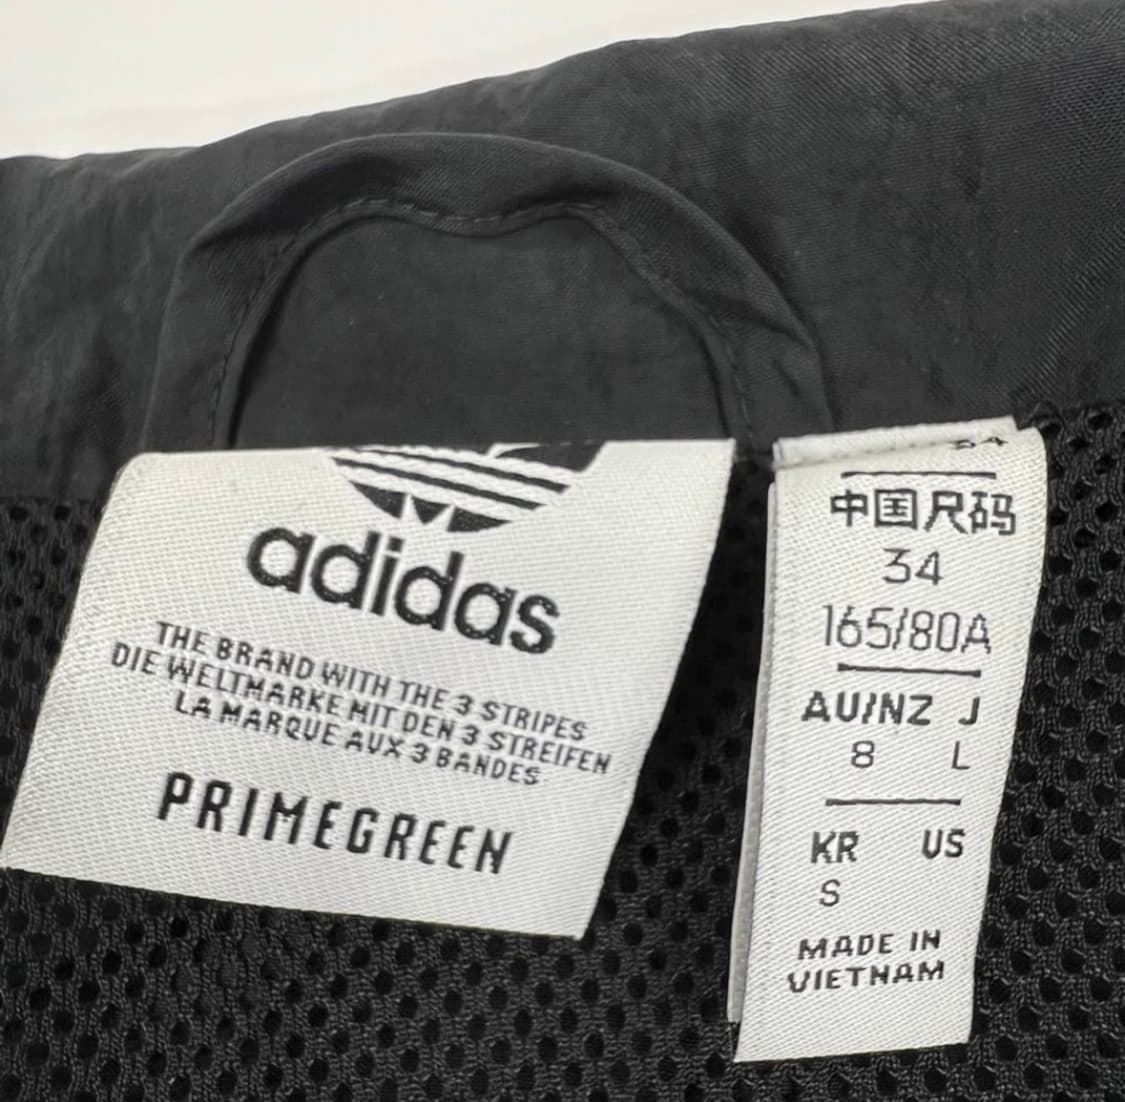 adidas
THE BRAND WITH THE 3 STRIPES
DIE WELTMARKE MIT DEN 3 STREIFEN
LA MARQUE AUX 3 BANDES
PRIMEGREEN
中国尺码
34
165/80A
AU/NZ J
8 L
KR US
S
MADE IN
VIETNAM